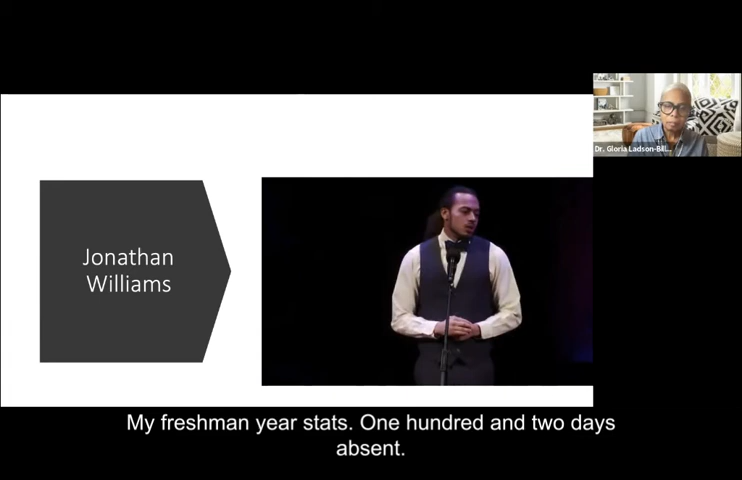 Dr. Gloria Ladson-Bill...
Jonathan
Williams
My freshman year stats. One hundred and two days
absent.